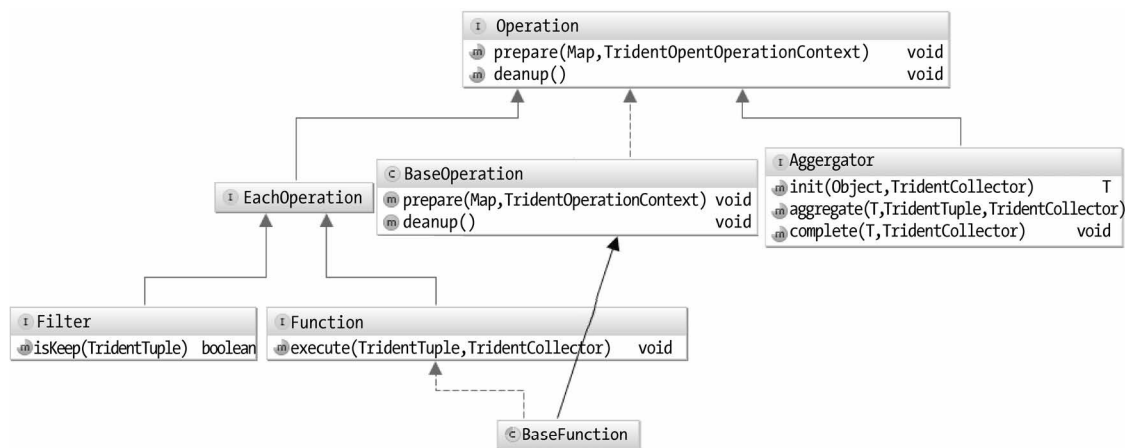 I Operation
m prepare(Map,TridentOpentOperationContext) void
m deanup() void
C BaseOperation
m prepare(Map,TridentOperationContext) void
m deanup() void
I Aggergator
m init(Object,TridentCollector) T
m aggregate(T,TridentTuple,TridentCollector)
m complete(T,TridentCollector) void
I EachOperation
I Filter
m isKeep(TridentTuple) boolean
I Function
m execute(TridentTuple,TridentCollector) void
C BaseFunction